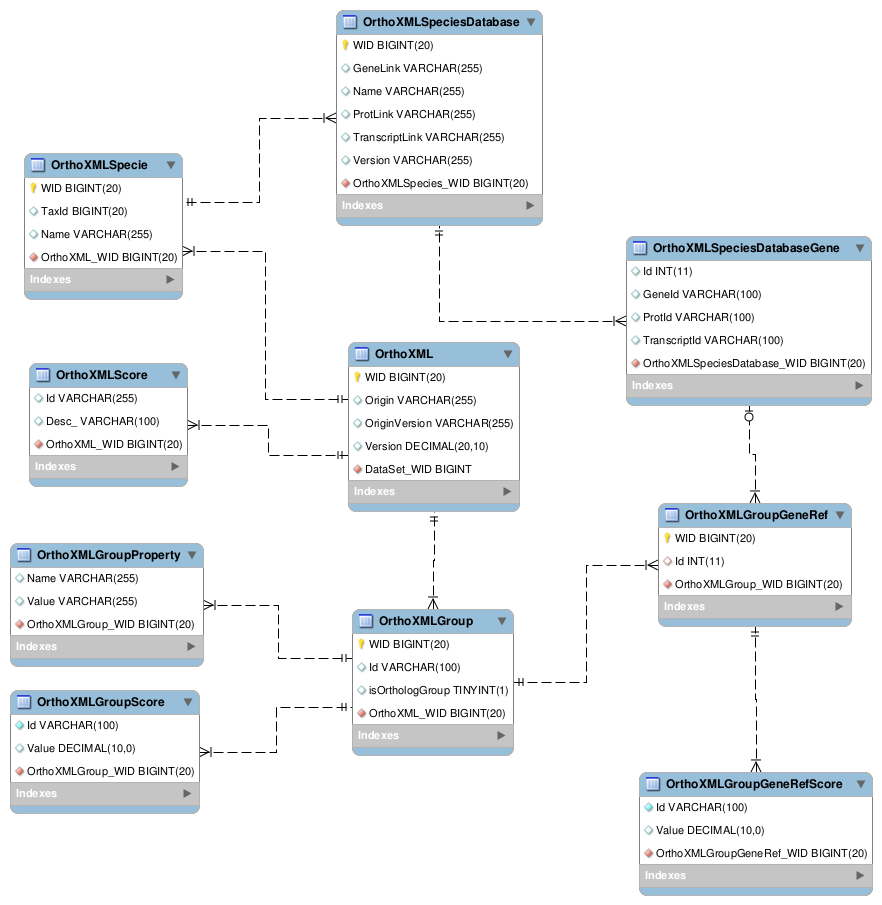 OrthoXMLSpeciesDatabase
WID BIGINT(20)
GeneLink VARCHAR(255)
Name VARCHAR(255)
ProtLink VARCHAR(255)
TranscriptLink VARCHAR(255)
Version VARCHAR(255)
OrthoXMLSpecies_WID BIGINT(20)
Indexes
OrthoXMLSpecie
WID BIGINT(20)
TaxId BIGINT(20)
Name VARCHAR(255)
OrthoXML_WID BIGINT(20)
Indexes
OrthoXMLSpeciesDatabaseGene
Id INT(11)
GeneId VARCHAR(100)
ProtId VARCHAR(100)
TranscriptId VARCHAR(100)
OrthoXMLSpeciesDatabase_WID BIGINT(20)
Indexes
OrthoXML
WID BIGINT(20)
Origin VARCHAR(255)
OriginVersion VARCHAR(255)
Version DECIMAL(20,10)
DataSet_WID BIGINT
Indexes
OrthoXMLScore
Id VARCHAR(255)
Desc_ VARCHAR(100)
OrthoXML_WID BIGINT(20)
Indexes
OrthoXMLGroupGeneRef
WID BIGINT(20)
Id INT(11)
OrthoXMLGroup_WID BIGINT(20)
Indexes
OrthoXMLGroupProperty
Name VARCHAR(255)
Value VARCHAR(255)
OrthoXMLGroup_WID BIGINT(20)
Indexes
OrthoXMLGroup
WID BIGINT(20)
Id VARCHAR(100)
isOrthologGroup TINYINT(1)
OrthoXML_WID BIGINT(20)
Indexes
OrthoXMLGroupScore
Id VARCHAR(100)
Value DECIMAL(10,0)
OrthoXMLGroup_WID BIGINT(20)
Indexes
OrthoXMLGroupGeneRefScore
Id VARCHAR(100)
Value DECIMAL(10,0)
OrthoXMLGroupGeneRef_WID BIGINT(20)
Indexes